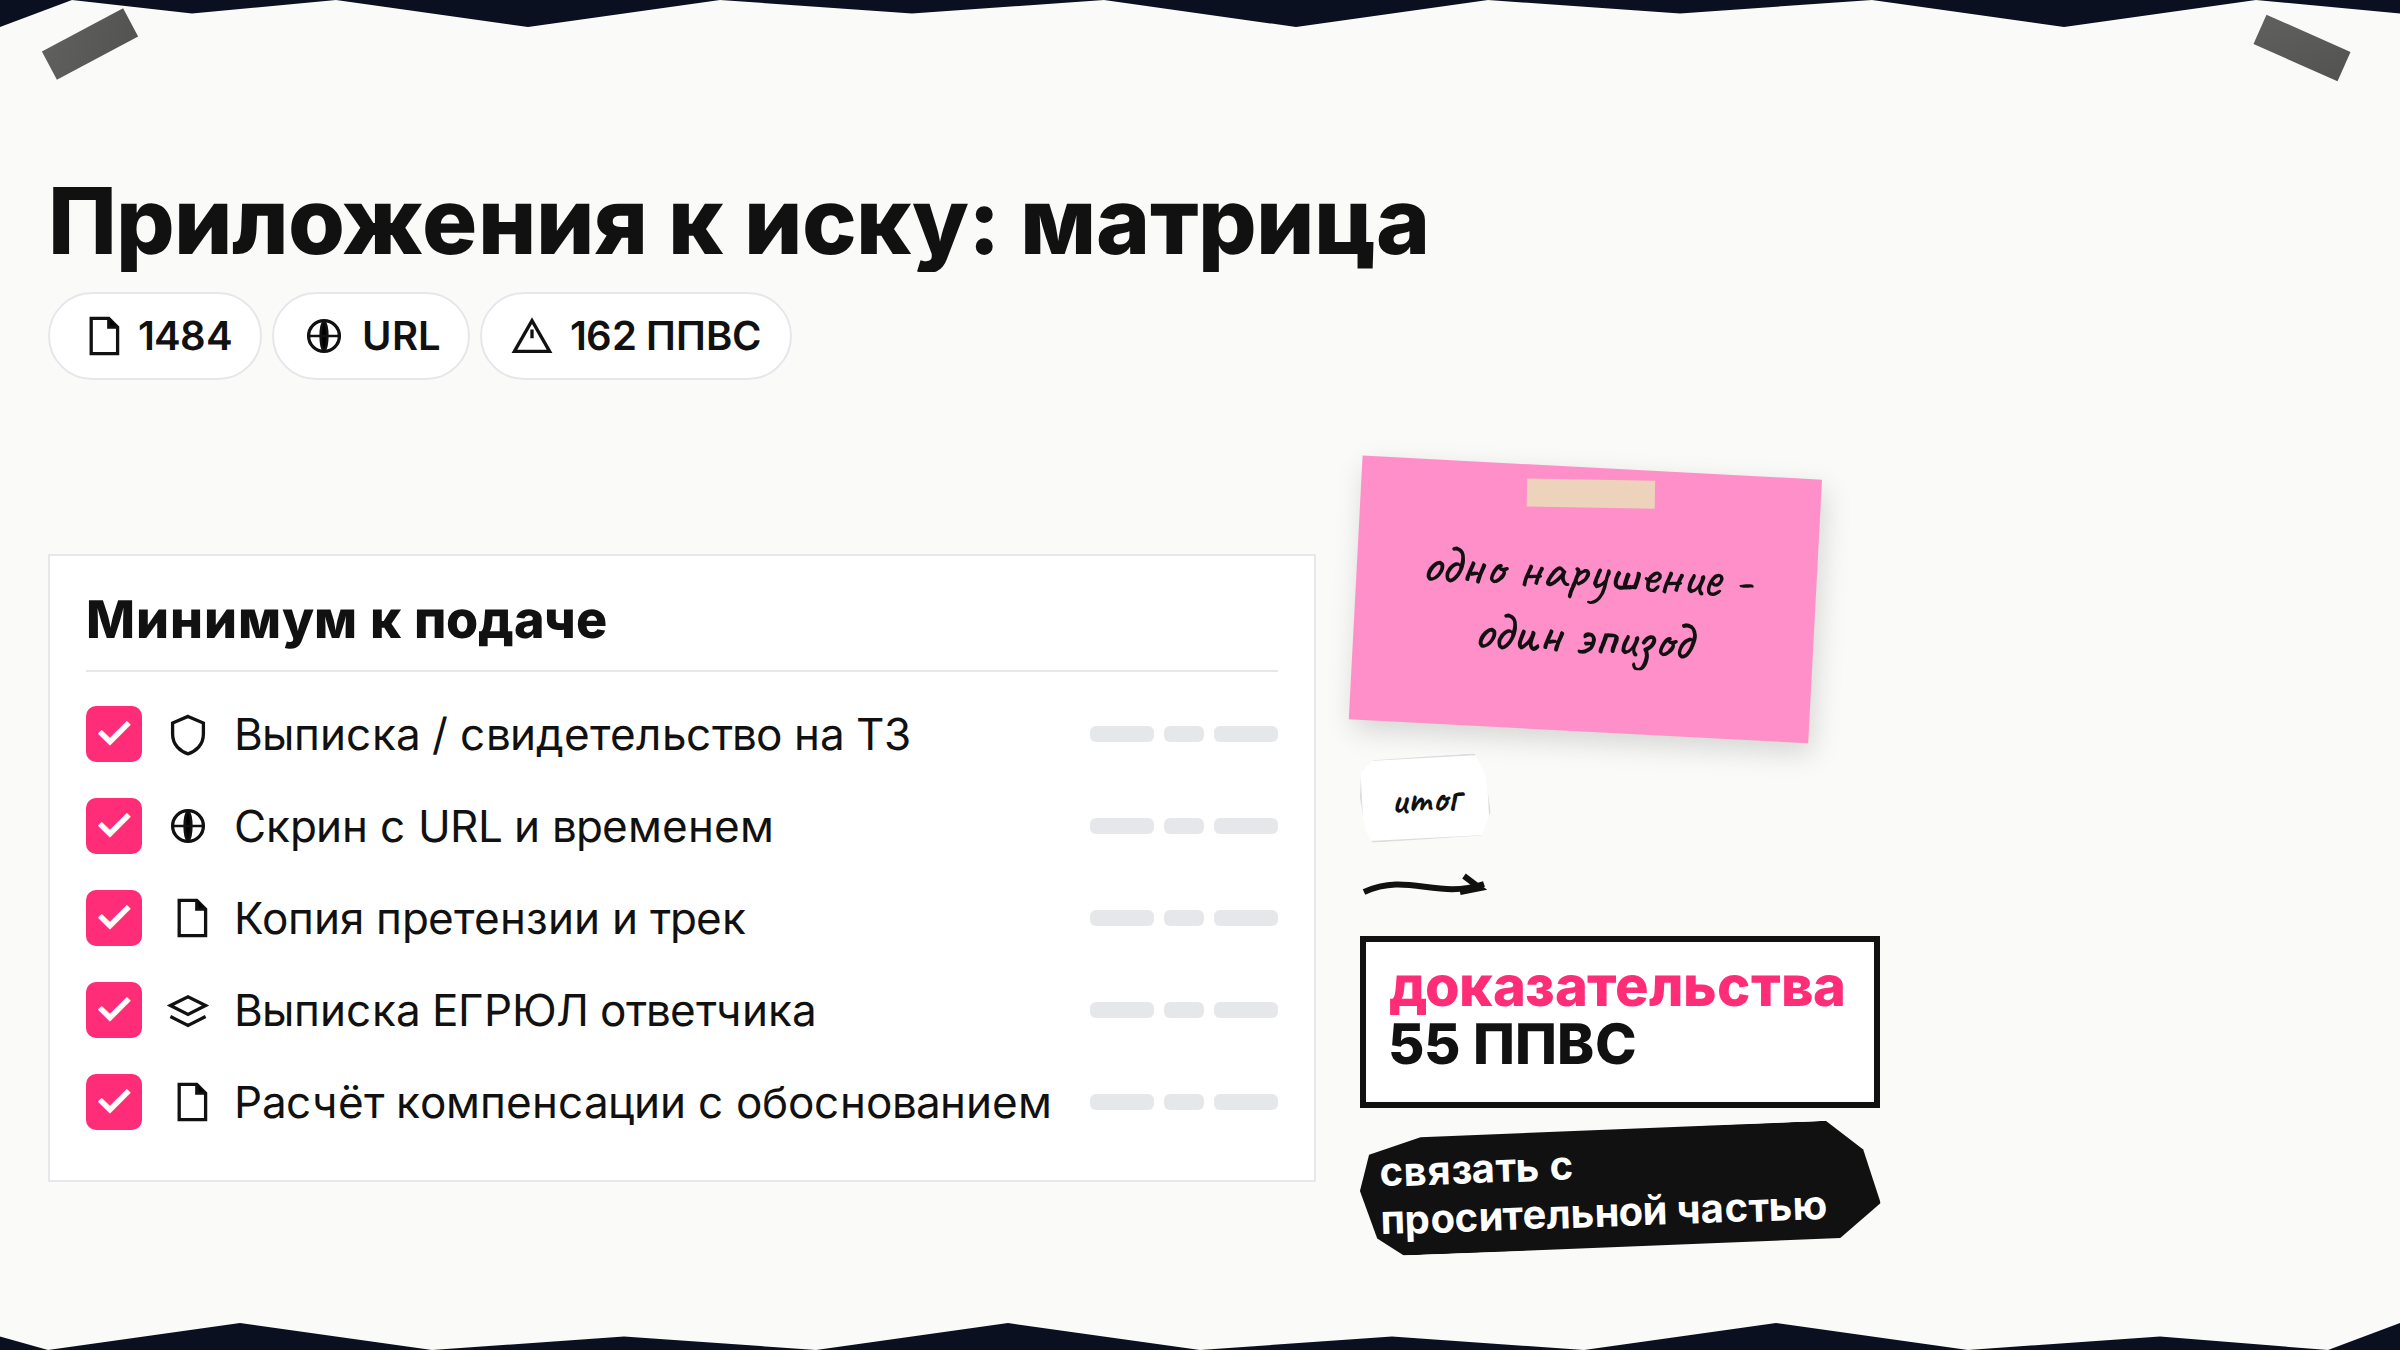 Приложения к иску: матрица
1484
URL
162 ППВС
Минимум к подаче
Выписка / свидетельство на ТЗ
Скрин с URL и временем
Копия претензии и трек
Выписка ЕГРЮЛ ответчика
Расчёт компенсации с обоснованием
одно нарушение -
один эпизод
итог
доказательства
55 ППВС
связать с
просительной частью